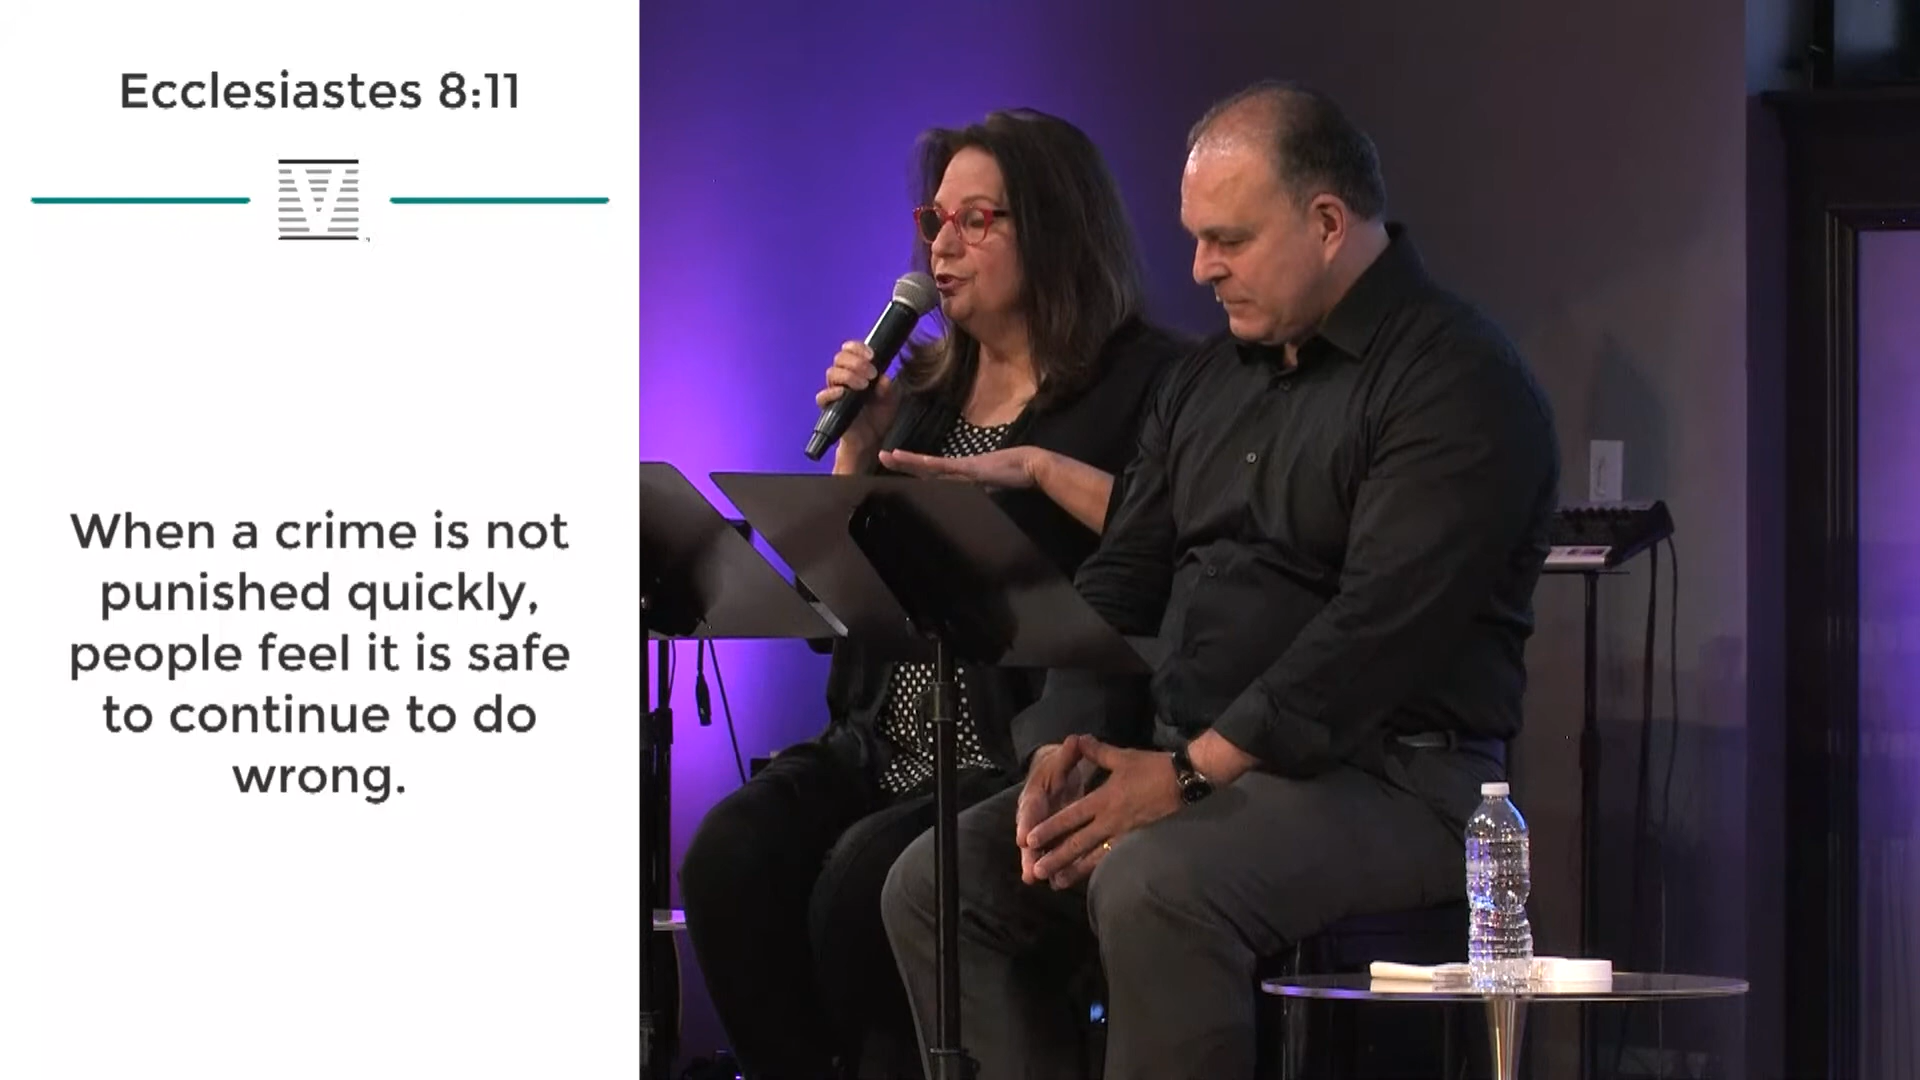 Ecclesiastes 8:11
V
When a crime is not
punished quickly,
people feel it is safe
to continue to do
wrong.